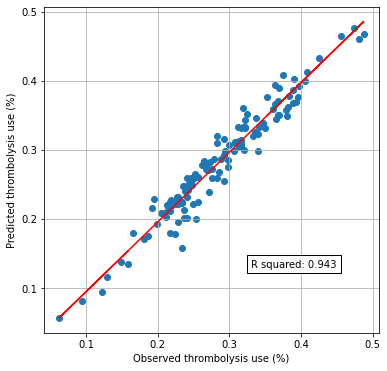 0.5
0.4
0.3
0.2
0.1
Predicted thrombolysis use (%)
R squared: 0.943
0.1 0.2 0.3 0.4 0.5
Observed thrombolysis use (%)